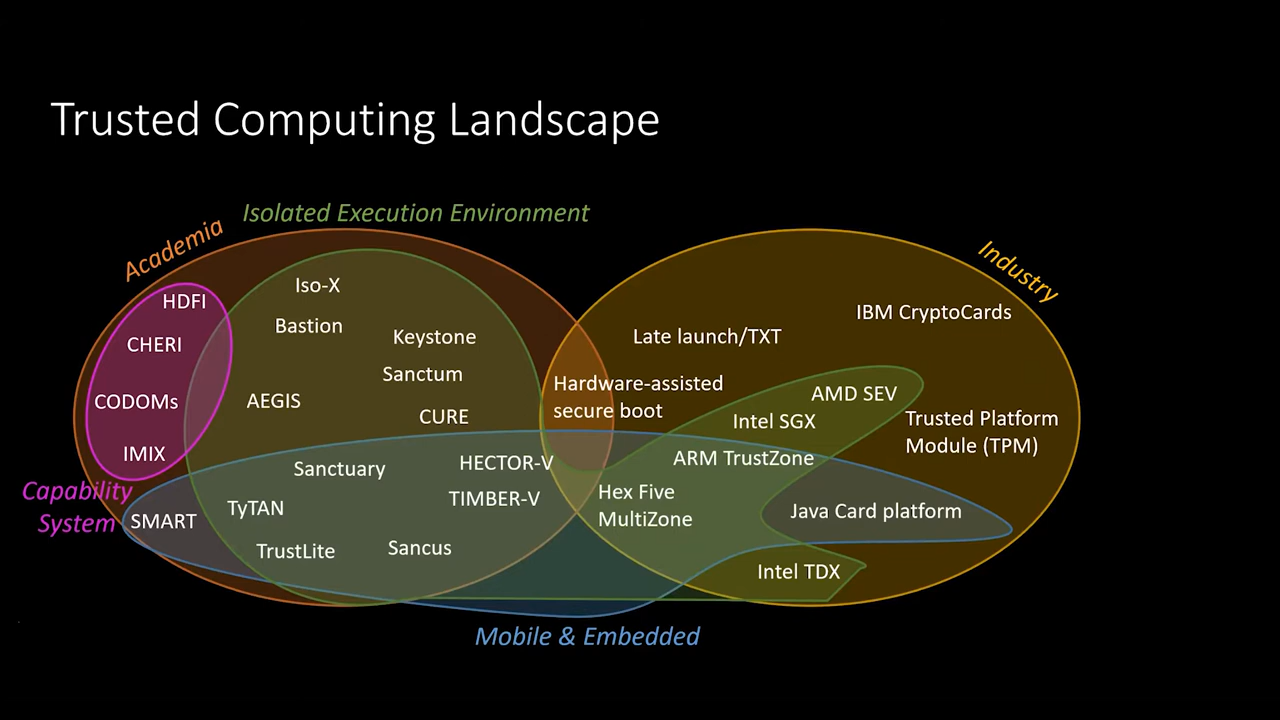 Trusted Computing Landscape
Isolated Execution Environment
Academia
Industry
HDFI
Iso-X
IBM CryptoCards
Bastion
Keystone
Late launch/TXT
CHERI
Sanctum
Hardware-assisted
secure boot
AMD SEV
CODOMs
AEGIS
CURE
Intel SGX
Trusted Platform
Module (TPM)
IMIX
Sanctuary
HECTOR-V
ARM TrustZone
Capability
System
SMART
TyTAN
TIMBER-V
Hex Five
MultiZone
Java Card platform
TrustLite
Sancus
Intel TDX
Mobile & Embedded